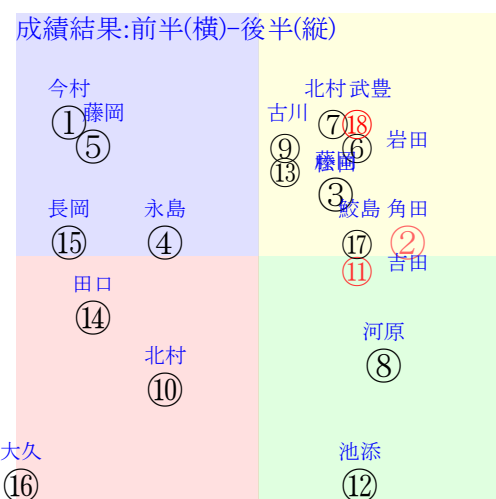 成績結果:前半(横)-後半(縦)
今村
北村
武豊
①
藤岡
古川
⑦
⑱
岩田
⑤
⑨
⑥
⑬
③
長岡
永島
鮫島
角田
⑮
④
⑰
②
吉田
⑪
田口
⑭
河原
北村
⑧
⑩
大久
池添
⑯
⑫